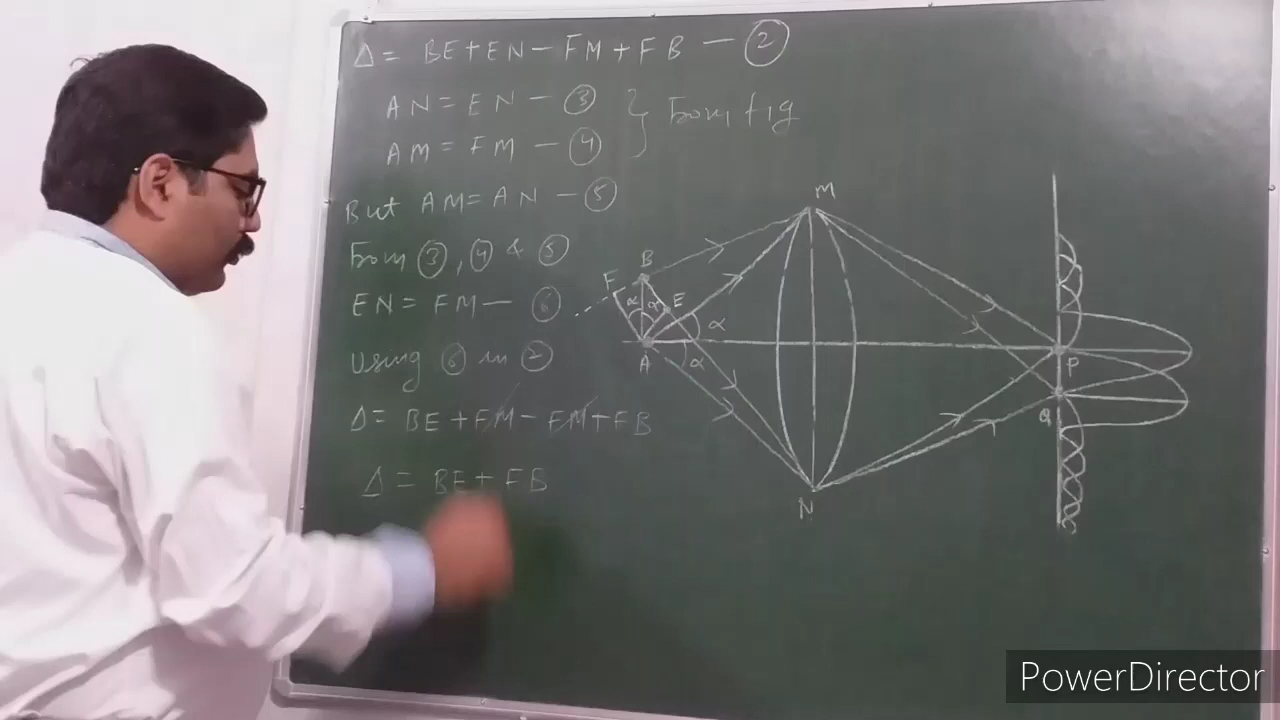 Δ = BE + EN - FM + FB — ②
AN = EN — ③
AM = FM — ④
} From fig
But AM = AN — ⑤
From ③, ④ & ⑤
EN = FM — ⑥
Using ⑥ in ②
Δ = BE + FM - FM + FB
Δ = BE + FB
M
B
F
α
α
E
α
A
α
P
Q
N
PowerDirector